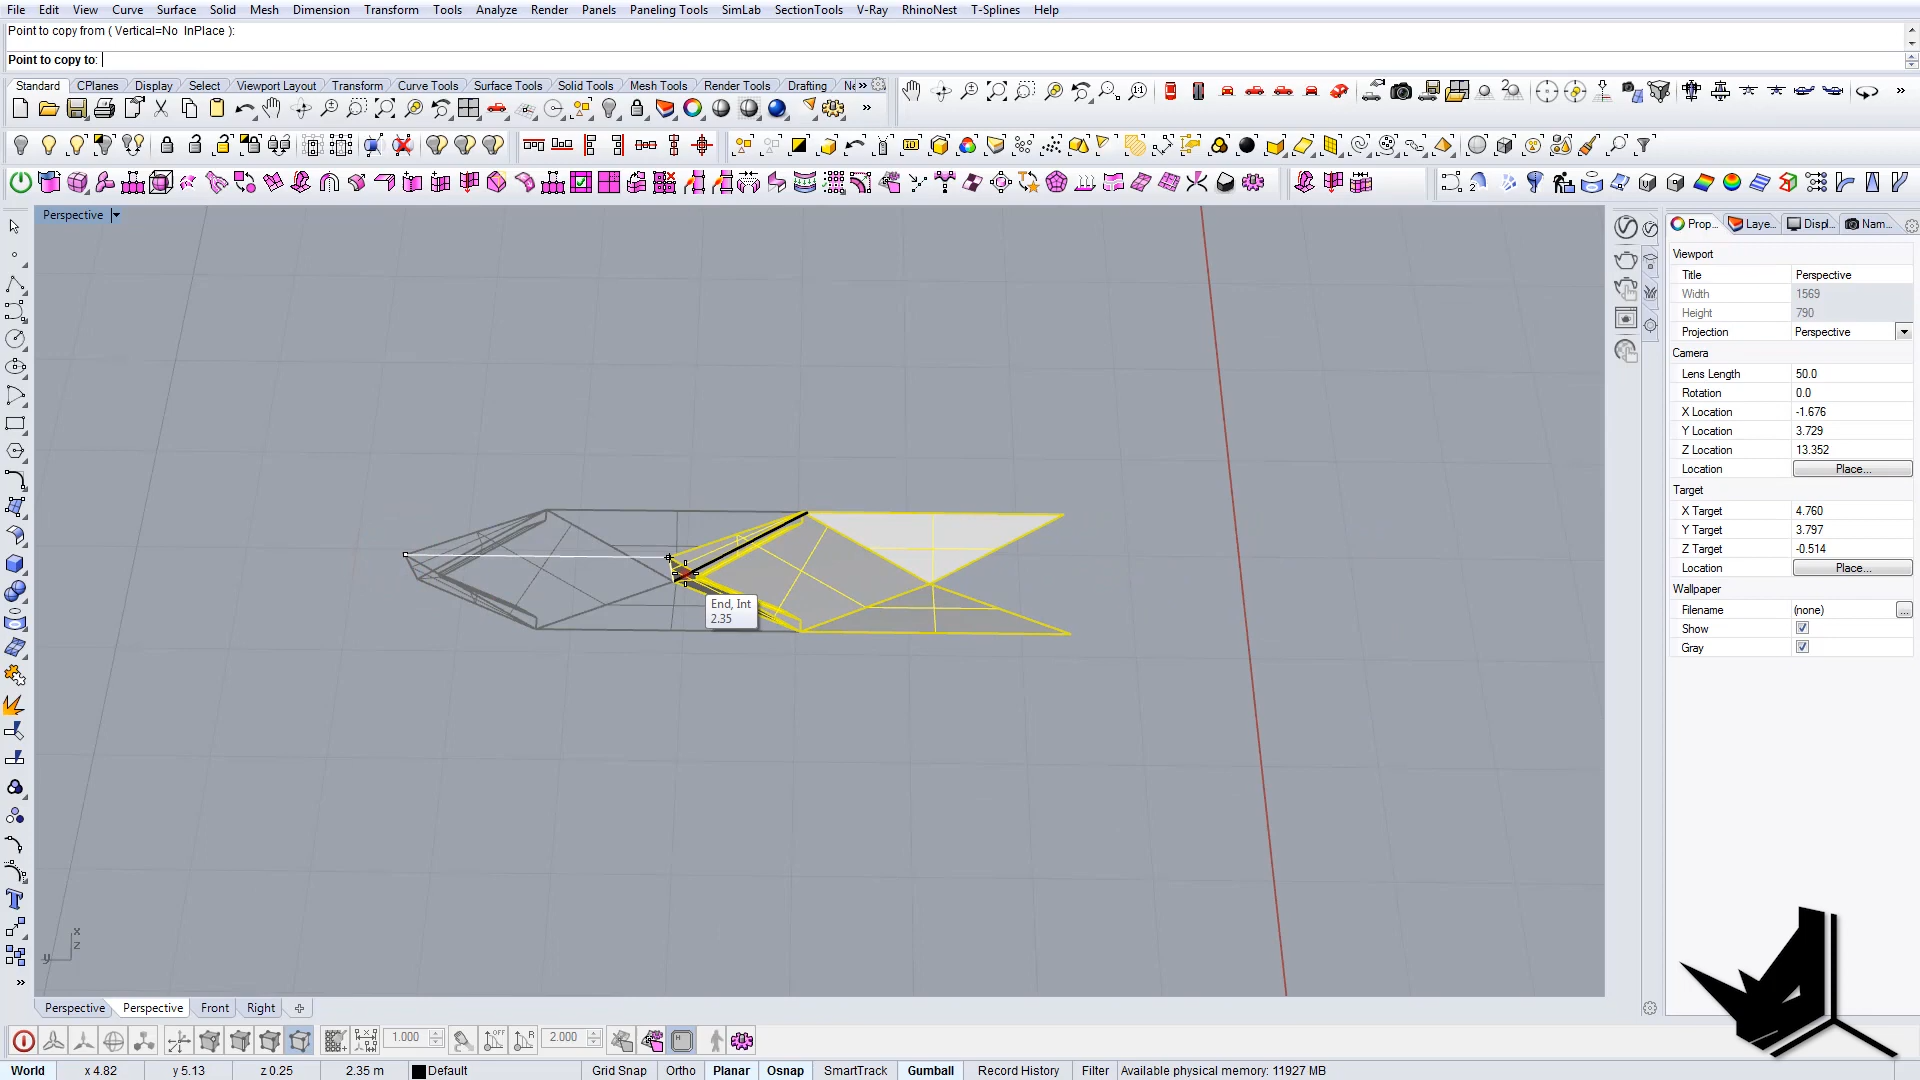 File Edit View Curve Surface Solid Mesh Dimension Transform Tools Analyze Render Panels Paneling Tools SimLab SectionTools V-Ray RhinoNest T-Splines Help
Point to copy from ( Vertical=No InPlace ):
Point to copy to:
Standard CPlanes Display Select Viewport Layout Transform Curve Tools Surface Tools Solid Tools Mesh Tools Render Tools Drafting
Perspective
Prop... Laye... Displ... Nam...
Viewport
Title Perspective
Width 1569
Height 790
Projection Perspective
Camera
Lens Length 50.0
Rotation 0.0
X Location -1.676
Y Location 3.729
Z Location 13.352
Location Place...
Target
X Target 4.760
Y Target 3.797
Z Target -0.514
Location Place...
Wallpaper
Filename (none) ...
Show
Gray
End, Int
2.35
x
z
y
Perspective Perspective Front Right
1.000 2.000
World x 4.82 y 5.13 z 0.25 2.35 m Default Grid Snap Ortho Planar Osnap SmartTrack Gumball Record History Filter Available physical memory: 11927 MB